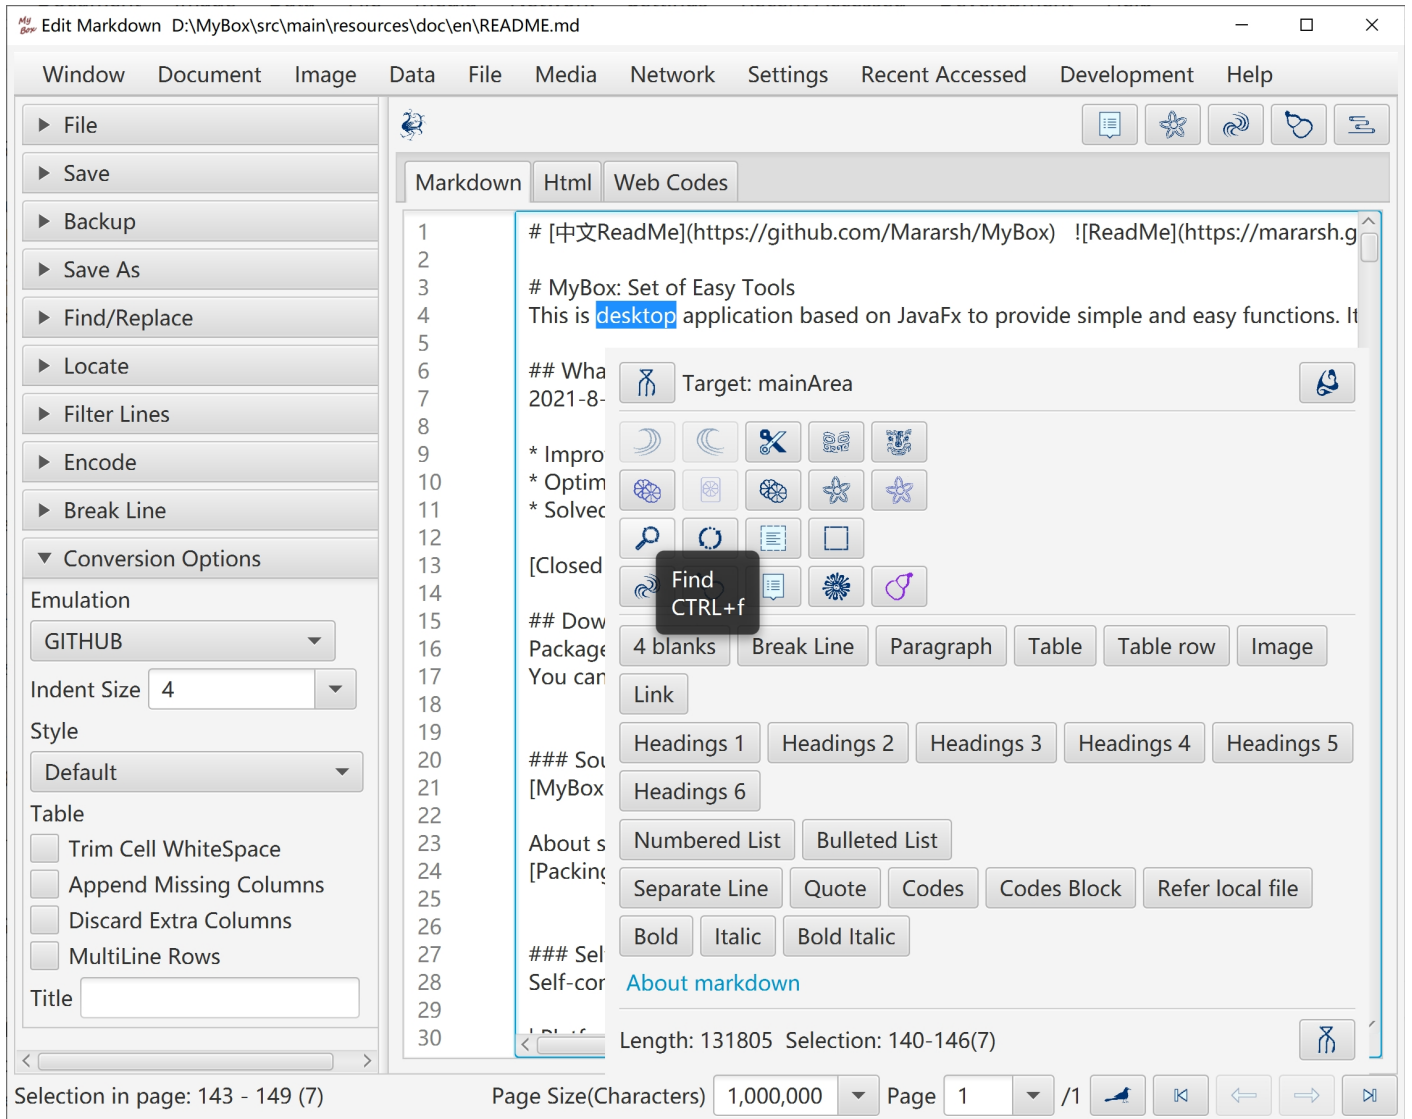 My Box Edit Markdown D:\MyBox\src\main\resources\doc\en\README.md
Window Document Image Data File Media Network Settings Recent Accessed Development Help
File
Save
Backup
Save As
Find/Replace
Locate
Filter Lines
Encode
Break Line
Conversion Options
Emulation
GITHUB
Indent Size 4
Style
Default
Table
Trim Cell WhiteSpace
Append Missing Columns
Discard Extra Columns
MultiLine Rows
Title
Markdown Html Web Codes
1 # [中文ReadMe](https://github.com/Mararsh/MyBox) ![ReadMe](https://mararsh.g
2
3 # MyBox: Set of Easy Tools
4 This is desktop application based on JavaFx to provide simple and easy functions. It
5
6 ## Wha
7 2021-8-
8
9 * Impro
10 * Optim
11 * Solved
12
13 [Closed
14
15 ## Dow
16 Package
17 You can
18
19
20 ### Sou
21 [MyBox
22
23 About s
24 [Packing
25
26
27 ### Sel
28 Self-con
29
30
Target: mainArea
Find
CTRL+f
4 blanks Break Line Paragraph Table Table row Image
Link
Headings 1 Headings 2 Headings 3 Headings 4 Headings 5
Headings 6
Numbered List Bulleted List
Separate Line Quote Codes Codes Block Refer local file
Bold Italic Bold Italic
About markdown
Length: 131805 Selection: 140-146(7)
Selection in page: 143 - 149 (7) Page Size(Characters) 1,000,000 Page 1 /1